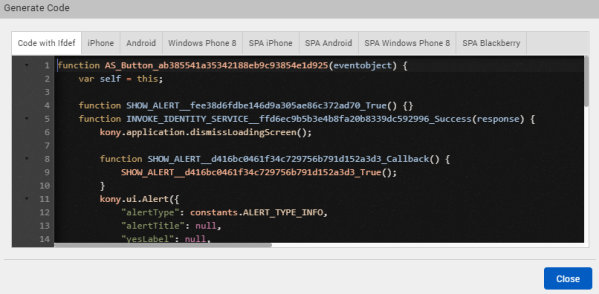 Generate Code
Code with Ifdef iPhone Android Windows Phone 8 SPA iPhone SPA Android SPA Windows Phone 8 SPA Blackberry
1 function AS_Button_ab385541a35342188eb9c93854e1d925(eventobject) {
2 var self = this;
3
4 function SHOW_ALERT__fee38d6fdbe146d9a305ae86c372ad70_True() {}
5 function INVOKE_IDENTITY_SERVICE__ffd6ec9b5b3e4b8fa20b8339dc592996_Success(response) {
6 kony.application.dismissLoadingScreen();
7
8 function SHOW_ALERT__d416bc0461f34c729756b791d152a3d3_Callback() {
9 SHOW_ALERT__d416bc0461f34c729756b791d152a3d3_True();
10 }
11 kony.ui.Alert({
12 "alertType": constants.ALERT_TYPE_INFO,
13 "alertTitle": null,
14 "yesLabel": null,
Close